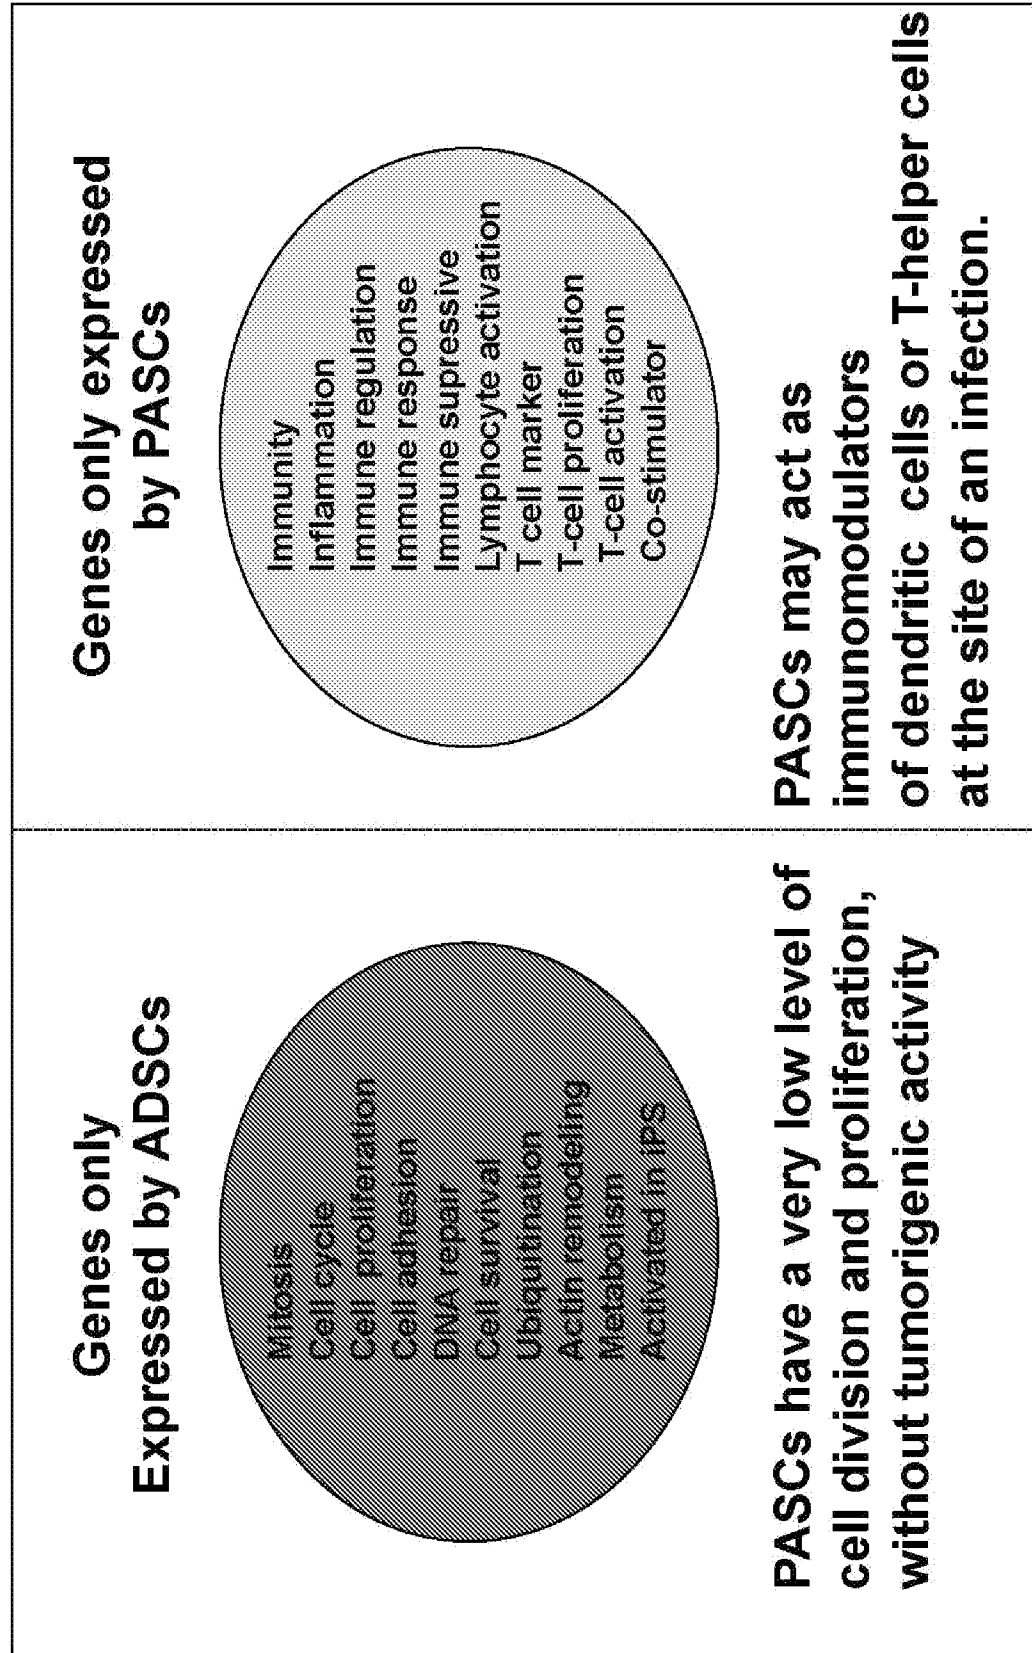 Genes only
Expressed by ADSCs
Mitosis
Cell cycle
Cell proliferation
Cell adhesion
DNA repair
Cell survival
Ubiqutination
Actin remodeling
Metabolism
Activated in iPS
PASCs have a very low level of
cell division and proliferation,
without tumorigenic activity
Genes only expressed
by PASCs
Immunity
Inflammation
Immune regulation
Immune response
Immune supressive
Lymphocyte activation
T cell marker
T-cell proliferation
T-cell activation
Co-stimulator
PASCs may act as
immunomodulators
of dendritic cells or T-helper cells
at the site of an infection.